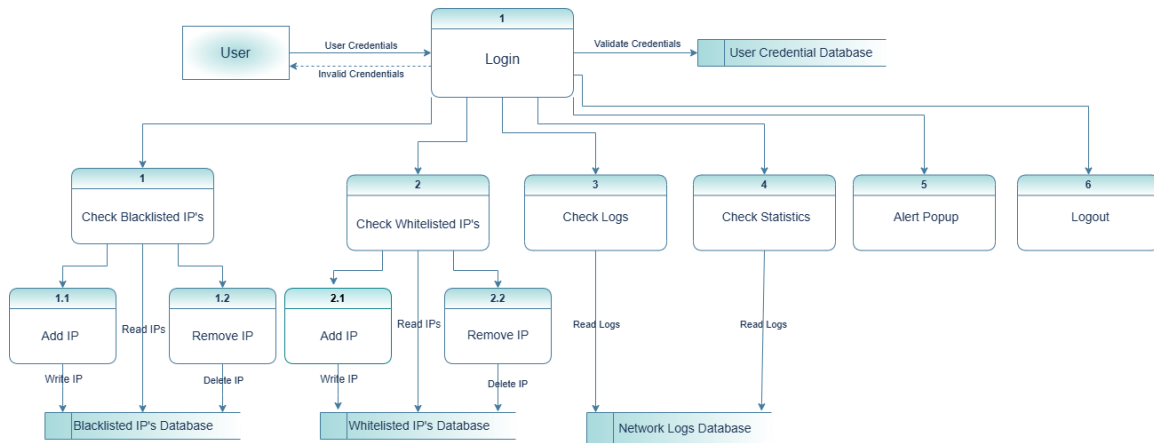 1
User
User Credentials
Login
Validate Credentials
User Credential Database
Invalid Crendentials
1
Check Blacklisted IP's
2
Check Whitelisted IP's
3
Check Logs
4
Check Statistics
5
Alert Popup
6
Logout
1.1
Add IP
Read IPs
1.2
Remove IP
2.1
Add IP
Read IPs
2.2
Remove IP
Read Logs
Read Logs
Write IP
Delete IP
Write IP
Delete IP
Blacklisted IP's Database
Whitelisted IP's Database
Network Logs Database